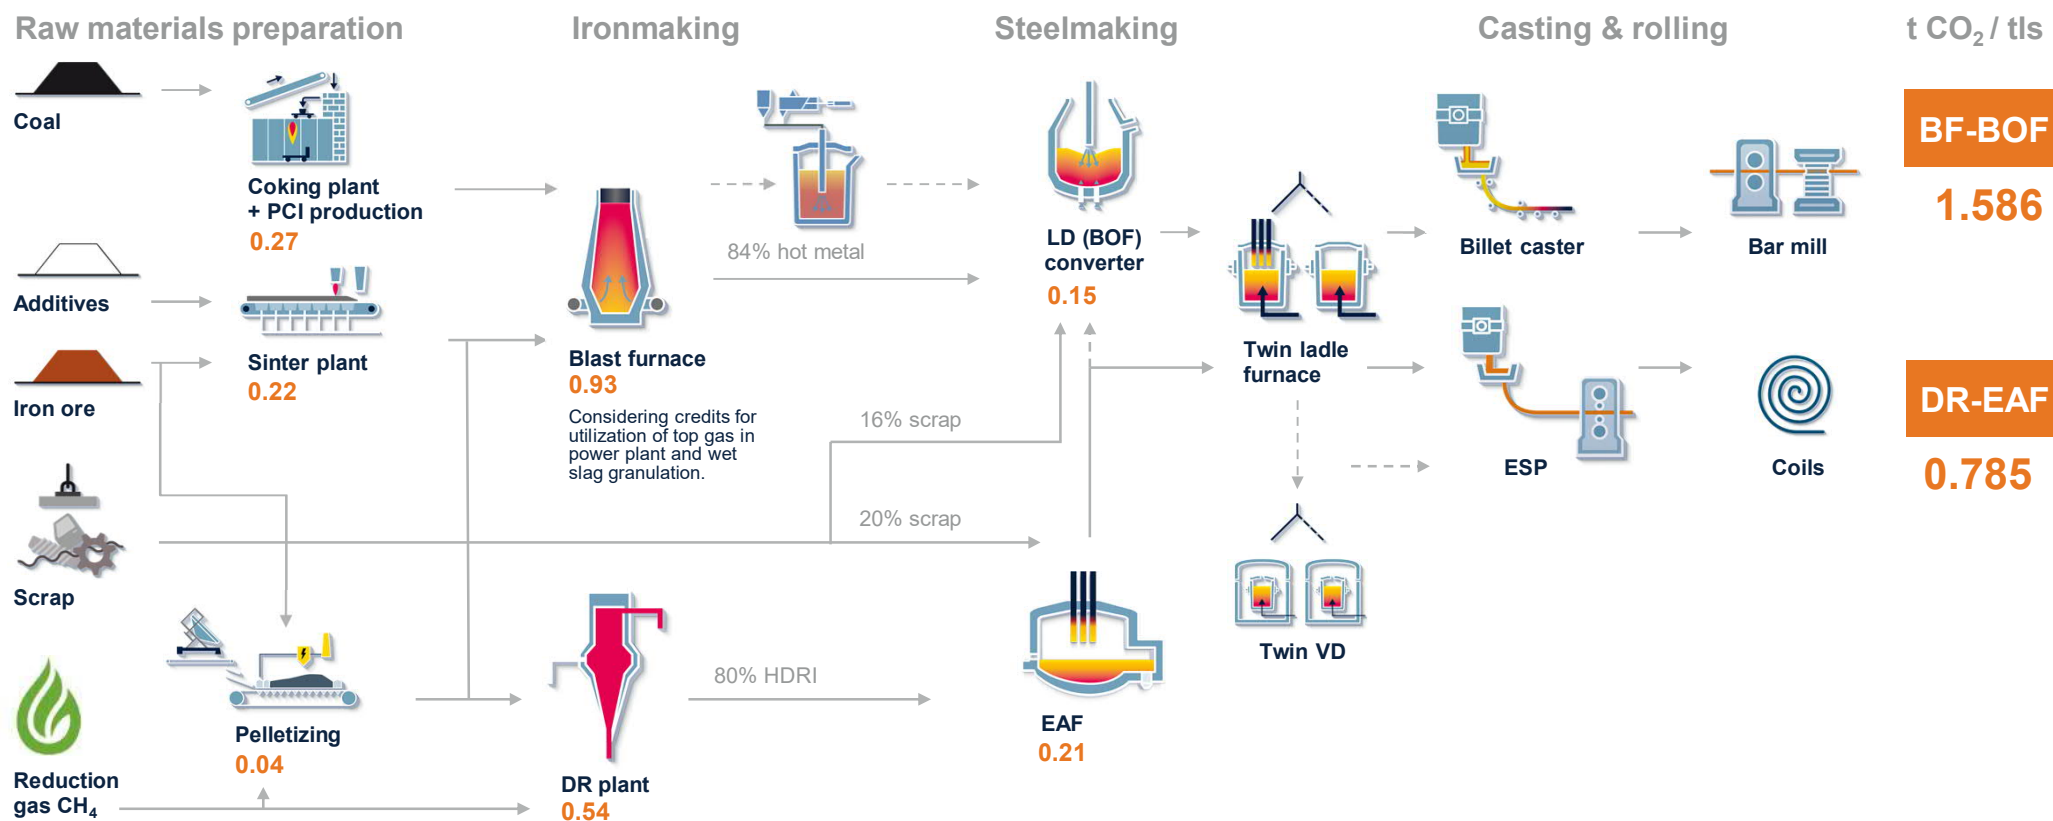 Raw materials preparation
Ironmaking
Steelmaking
Casting & rolling
t CO₂ / tls
Coal
Coking plant
+ PCI production
0.27
Additives
Sinter plant
0.22
Iron ore
Scrap
Pelletizing
0.04
Reduction
gas CH₄
84% hot metal
Blast furnace
0.93
Considering credits for
utilization of top gas in
power plant and wet
slag granulation.
16% scrap
20% scrap
80% HDRI
DR plant
0.54
LD (BOF)
converter
0.15
EAF
0.21
Twin ladle
furnace
Twin VD
Billet caster
Bar mill
ESP
Coils
BF-BOF
1.586
DR-EAF
0.785